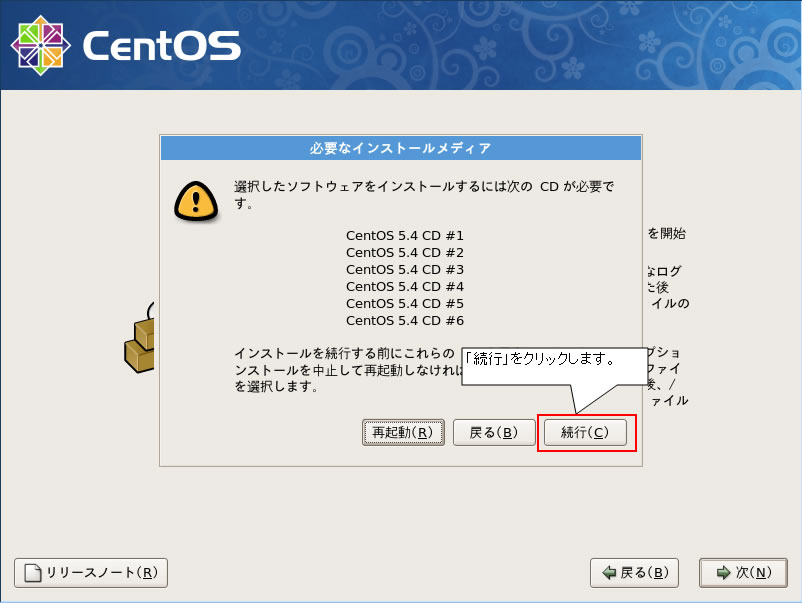 CentOS
必要なインストールメディア
選択したソフトウェアをインストールするには次の CD が必要で
す。
CentOS 5.4 CD #1
CentOS 5.4 CD #2
CentOS 5.4 CD #3
CentOS 5.4 CD #4
CentOS 5.4 CD #5
CentOS 5.4 CD #6
インストールを続行する前にこれらの
ンストールを中止して再起動しなければ
を選択します。
「続行」をクリックします。
再起動(R)
戻る(B)
続行(C)
を開始
なログ
た後
イルの
プショ
ファイ
後、/
ァイル
リリースノート(R)
戻る(B)
次(N)